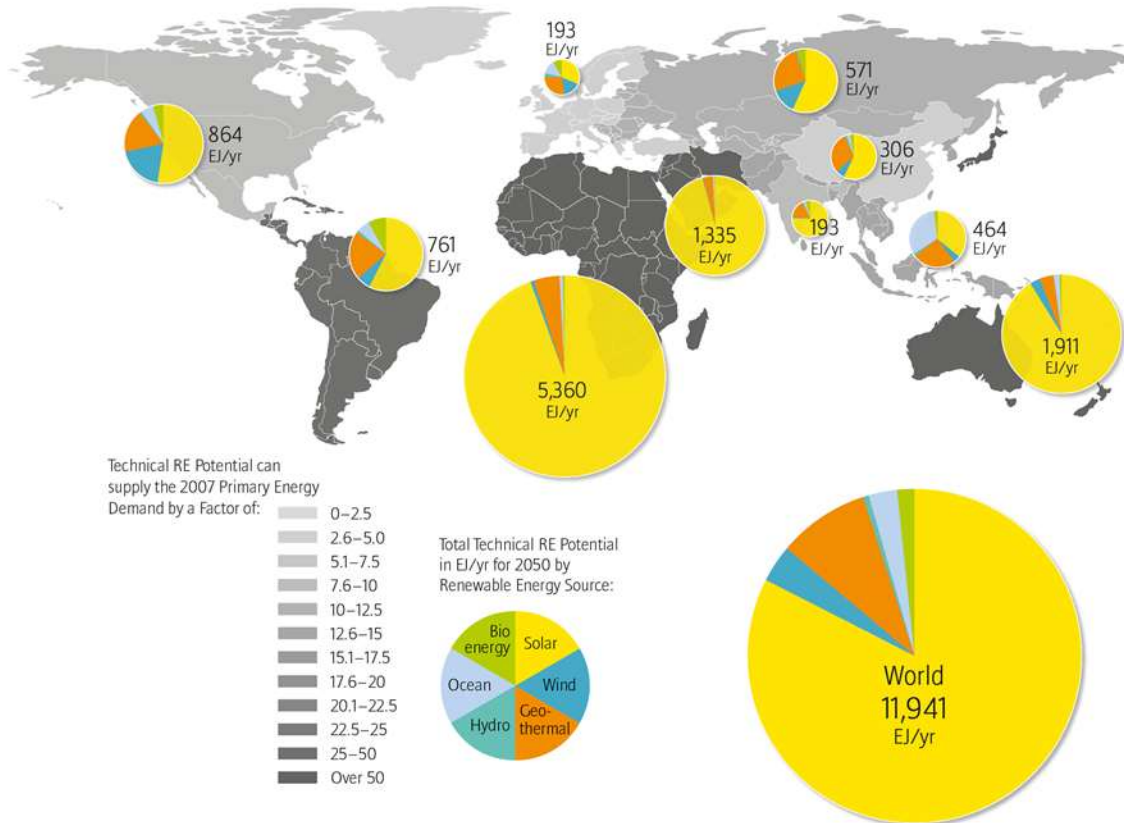 193
EJ/yr
571
EJ/yr
864
EJ/yr
306
EJ/yr
1,335
EJ/yr
193
EJ/yr
464
EJ/yr
761
EJ/yr
1,911
EJ/yr
5,360
EJ/yr
Technical RE Potential can
supply the 2007 Primary Energy
Demand by a Factor of:
0–2.5
2.6–5.0
5.1–7.5
7.6–10
10–12.5
12.6–15
15.1–17.5
17.6–20
20.1–22.5
22.5–25
25–50
Over 50
Total Technical RE Potential
in EJ/yr for 2050 by
Renewable Energy Source:
Bio
energy
Solar
Ocean
Wind
Hydro
Geo-
thermal
World
11,941
EJ/yr